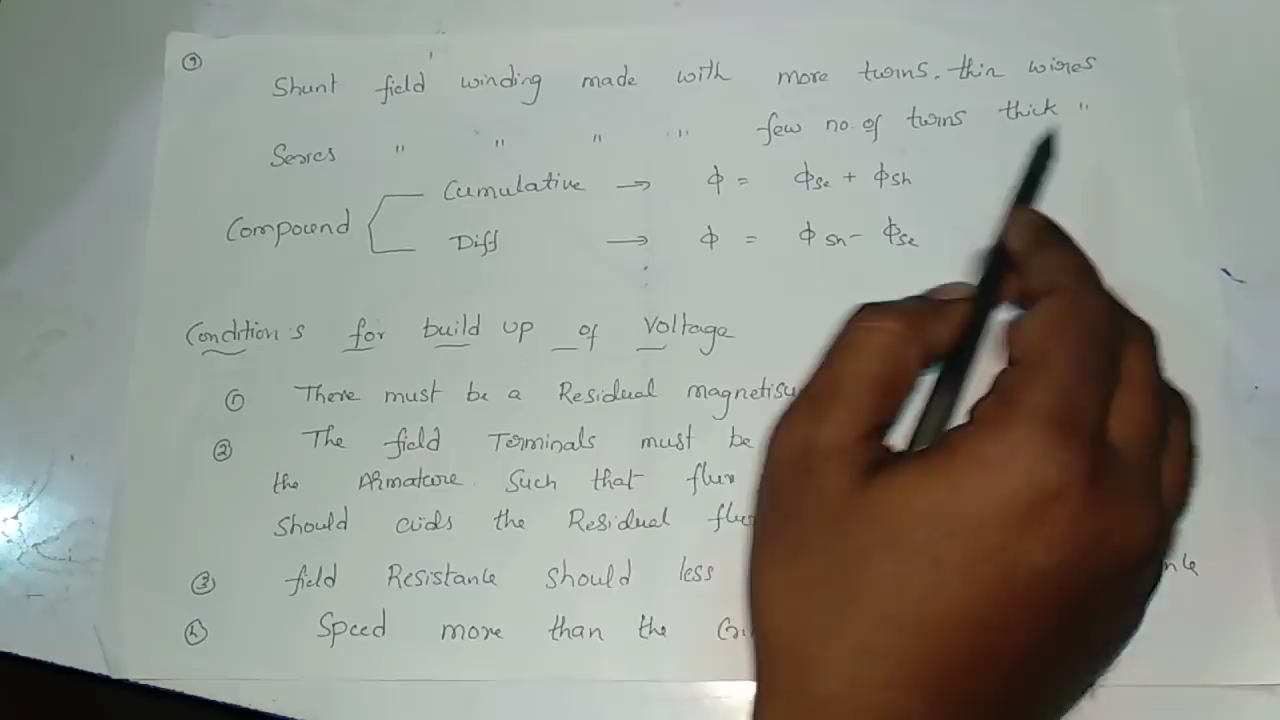 9
Shunt field winding made with more turns. thin wires
Series " " " " few no. of turns thick "
Compound
Cumulative → ϕ = ϕse + ϕsh
Diff → ϕ = ϕsh - ϕse
Condition's for build up of Voltage
① There must be a Residual
② The field Terminals must be
the Armature. Such that flux
should aids the Residual
③ field Resistance should less
④ Speed more than the